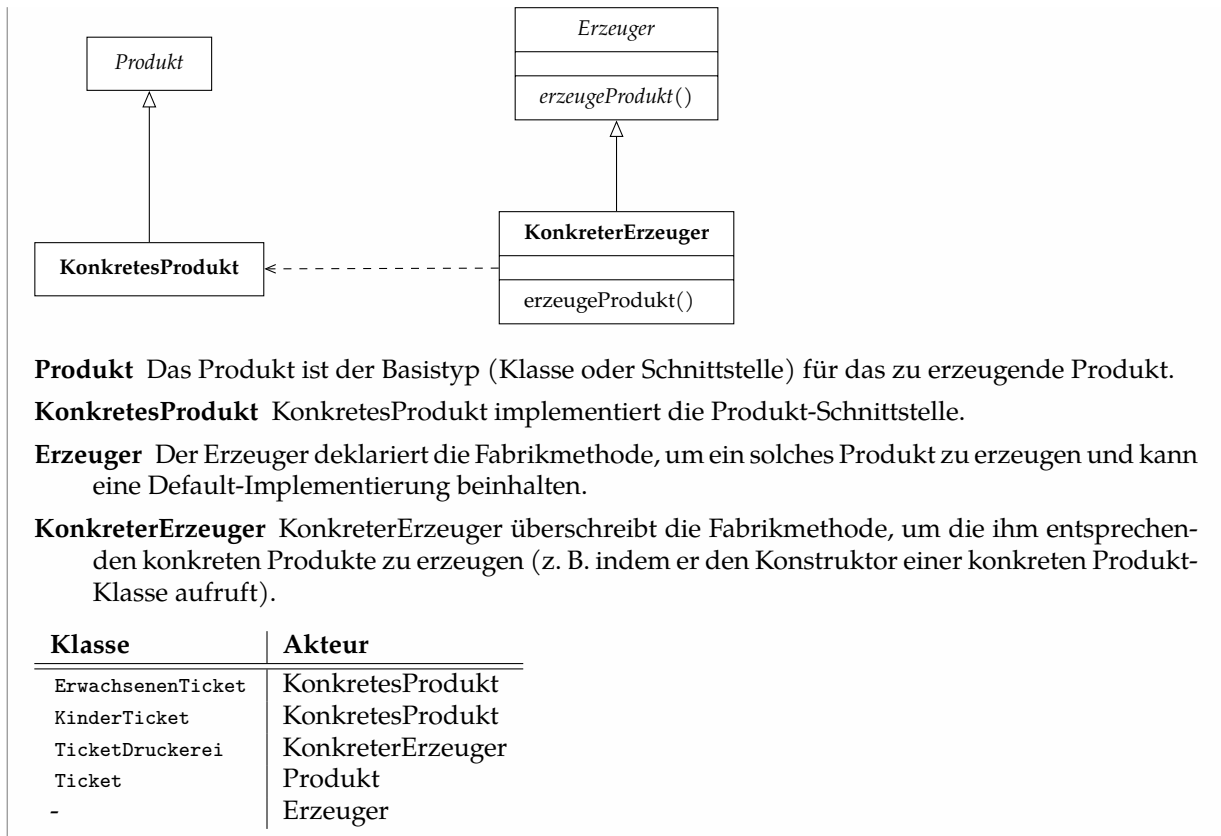 Erzeuger
Produkt
erzeugeProdukt()
KonkreterErzeuger
KonkretesProdukt
erzeugeProdukt()
Produkt Das Produkt ist der Basistyp (Klasse oder Schnittstelle) für das zu erzeugende Produkt.
KonkretesProdukt KonkretesProdukt implementiert die Produkt-Schnittstelle.
Erzeuger Der Erzeuger deklariert die Fabrikmethode, um ein solches Produkt zu erzeugen und kann
eine Default-Implementierung beinhalten.
KonkreterErzeuger KonkreterErzeuger überschreibt die Fabrikmethode, um die ihm entsprechen-
den konkreten Produkte zu erzeugen (z. B. indem er den Konstruktor einer konkreten Produkt-
Klasse aufruft).
Klasse Akteur
ErwachsenenTicket KonkretesProdukt
KinderTicket KonkretesProdukt
TicketDruckerei KonkreterErzeuger
Ticket Produkt
- Erzeuger